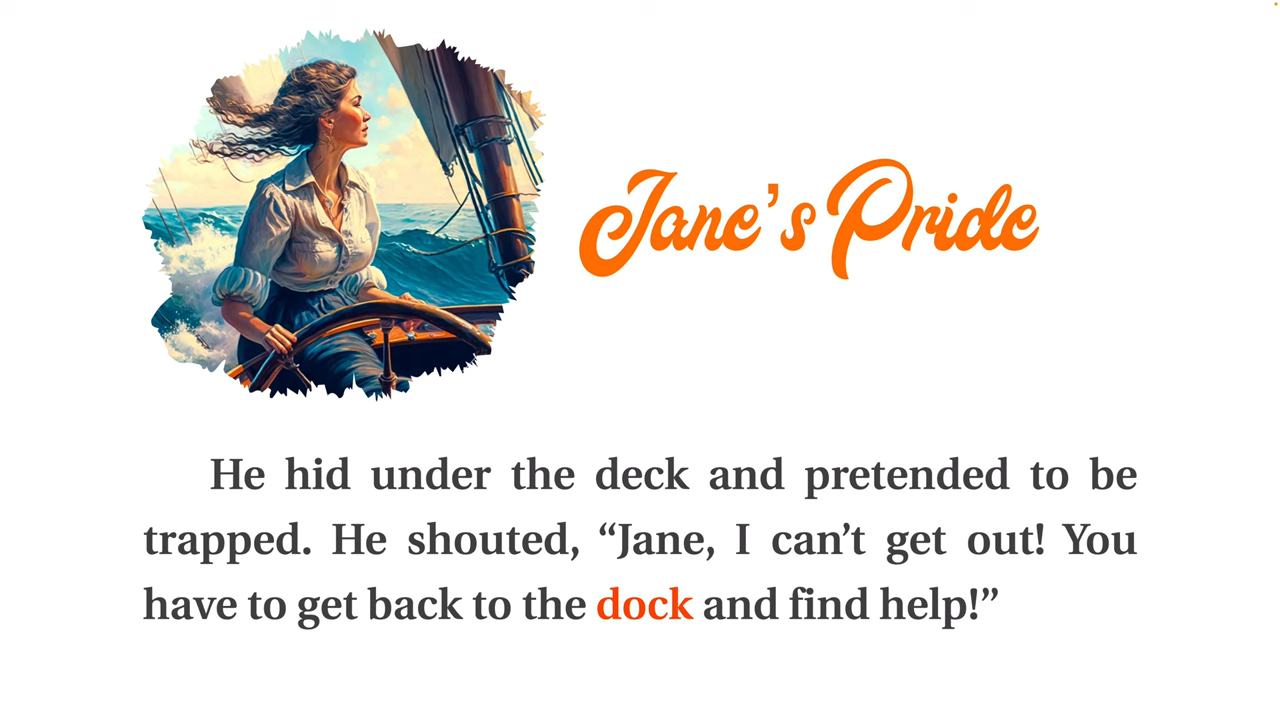 Jane's Pride
He hid under the deck and pretended to be
trapped. He shouted, “Jane, I can’t get out! You
have to get back to the dock and find help!”